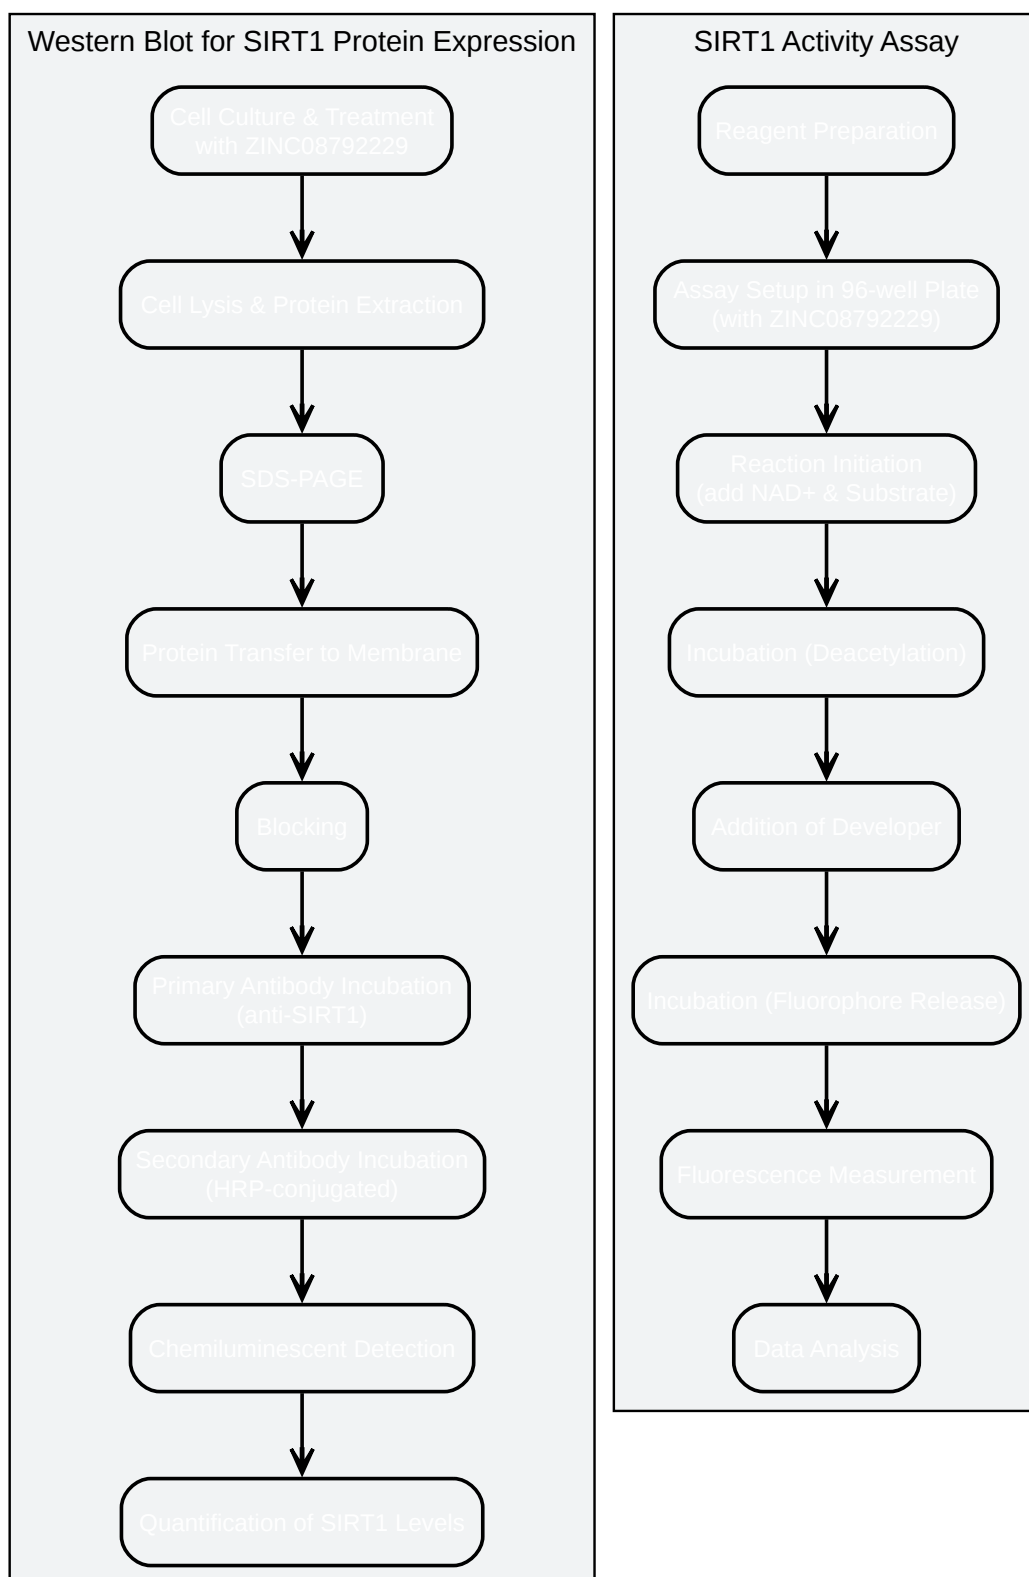 Western Blot for SIRT1 Protein Expression
Cell Culture & Treatment
with ZINC08792229
Cell Lysis & Protein Extraction
SDS-PAGE
Protein Transfer to Membrane
Blocking
Primary Antibody Incubation
(anti-SIRT1)
Secondary Antibody Incubation
(HRP-conjugated)
Chemiluminescent Detection
Quantification of SIRT1 Levels
SIRT1 Activity Assay
Reagent Preparation
Assay Setup in 96-well Plate
(with ZINC08792229)
Reaction Initiation
(add NAD+ & Substrate)
Incubation (Deacetylation)
Addition of Developer
Incubation (Fluorophore Release)
Fluorescence Measurement
Data Analysis